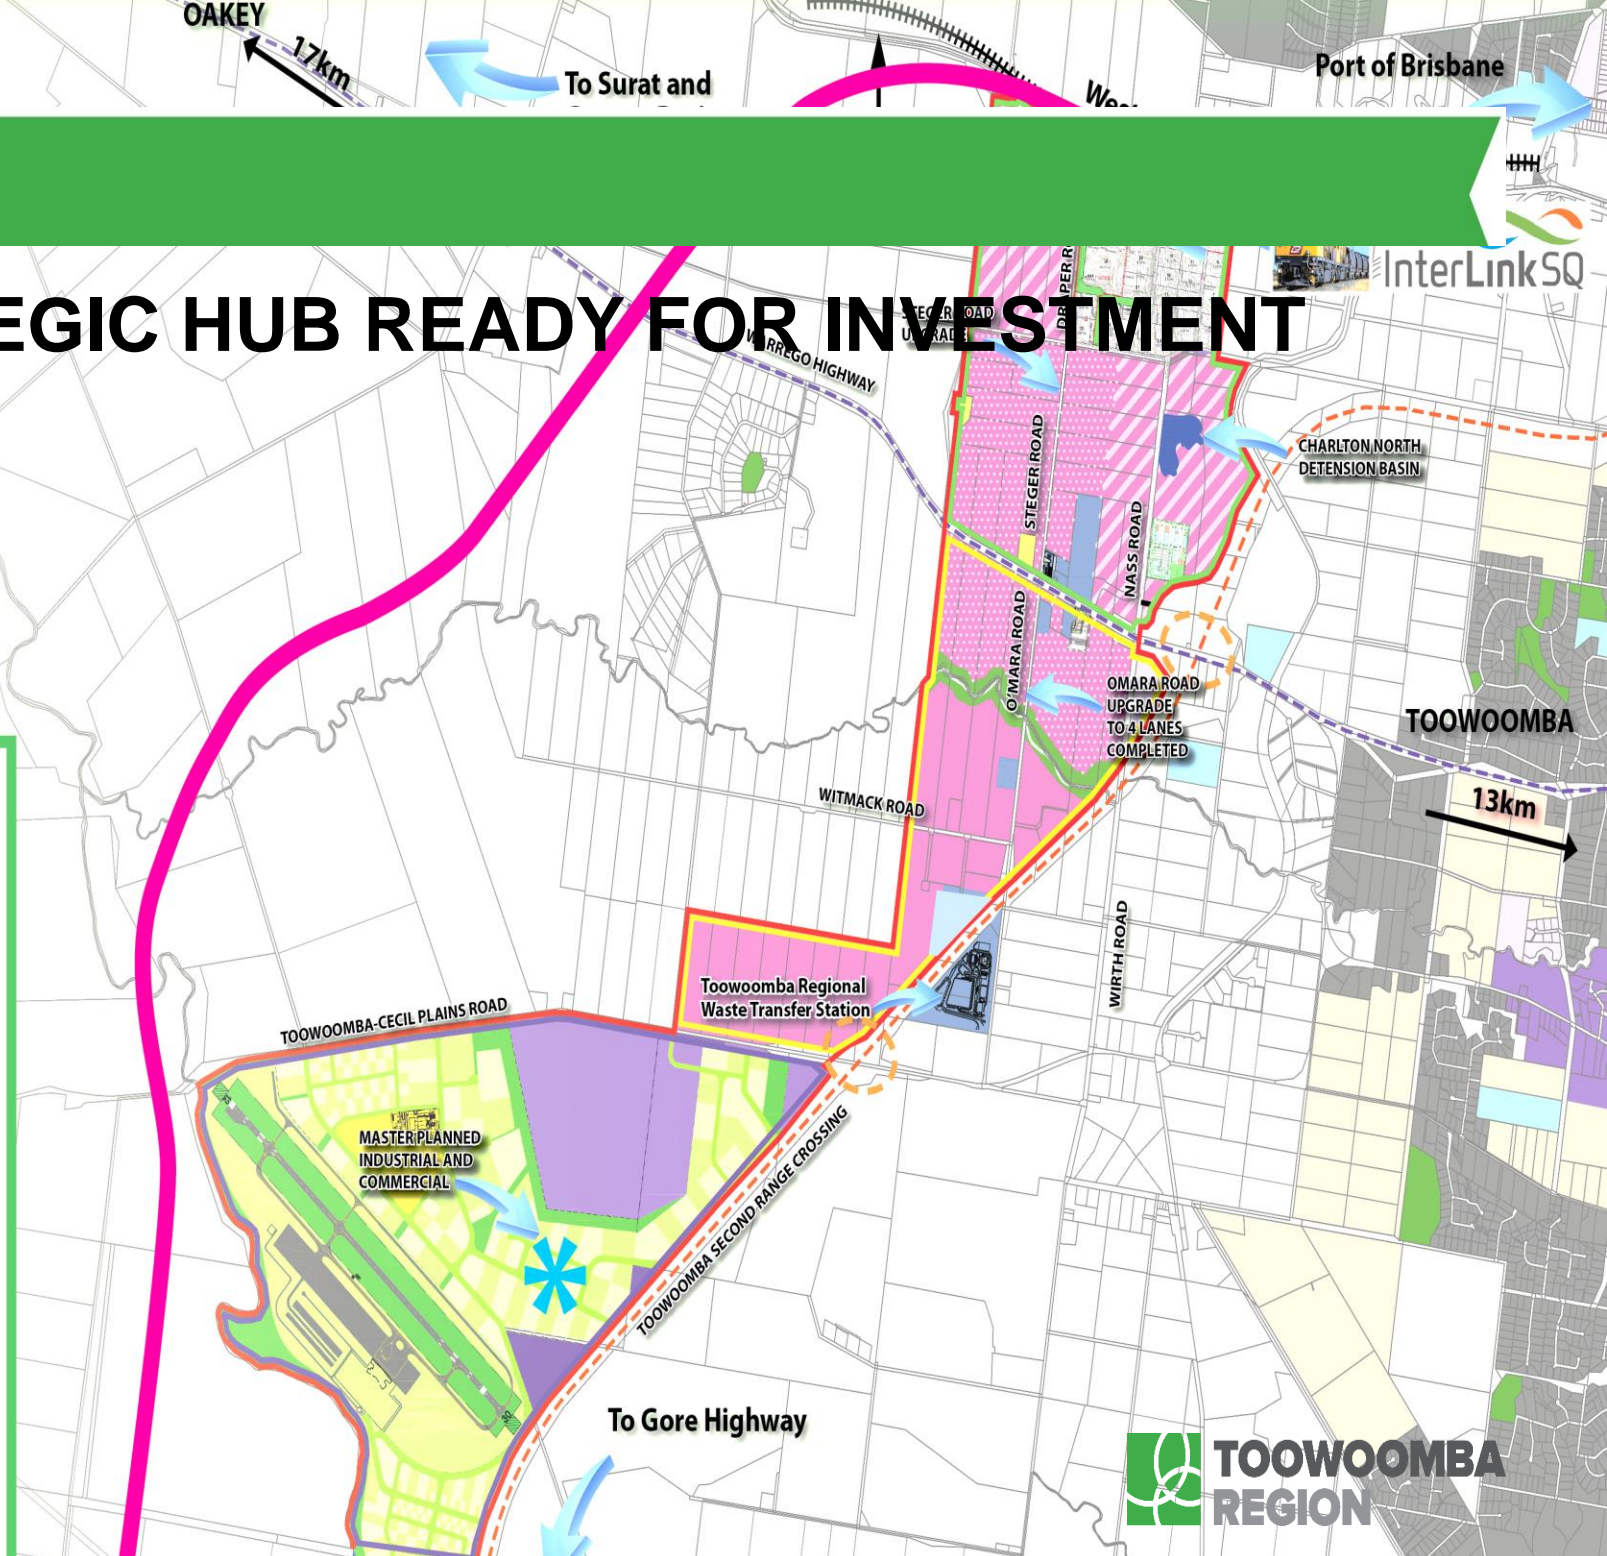 OAKEY
17km
To Surat and
Port of Brisbane
InterLinkSQ
EGIC HUB READY FOR INVESTMENT
STEGER ROAD
UPGRADE
WARREGO HIGHWAY
CHARLTON NORTH
DETENSION BASIN
STEGER ROAD
NASS ROAD
O'MARA ROAD
OMARA ROAD
UPGRADE
TO 4 LANES
COMPLETED
TOOWOOMBA
13km
WITMACK ROAD
WIRTH ROAD
Toowoomba Regional
Waste Transfer Station
TOOWOOMBA-CECIL PLAINS ROAD
MASTER PLANNED
INDUSTRIAL AND
COMMERCIAL
TOOWOOMBA SECOND RANGE CROSSING
To Gore Highway
TOOWOOMBA
REGION